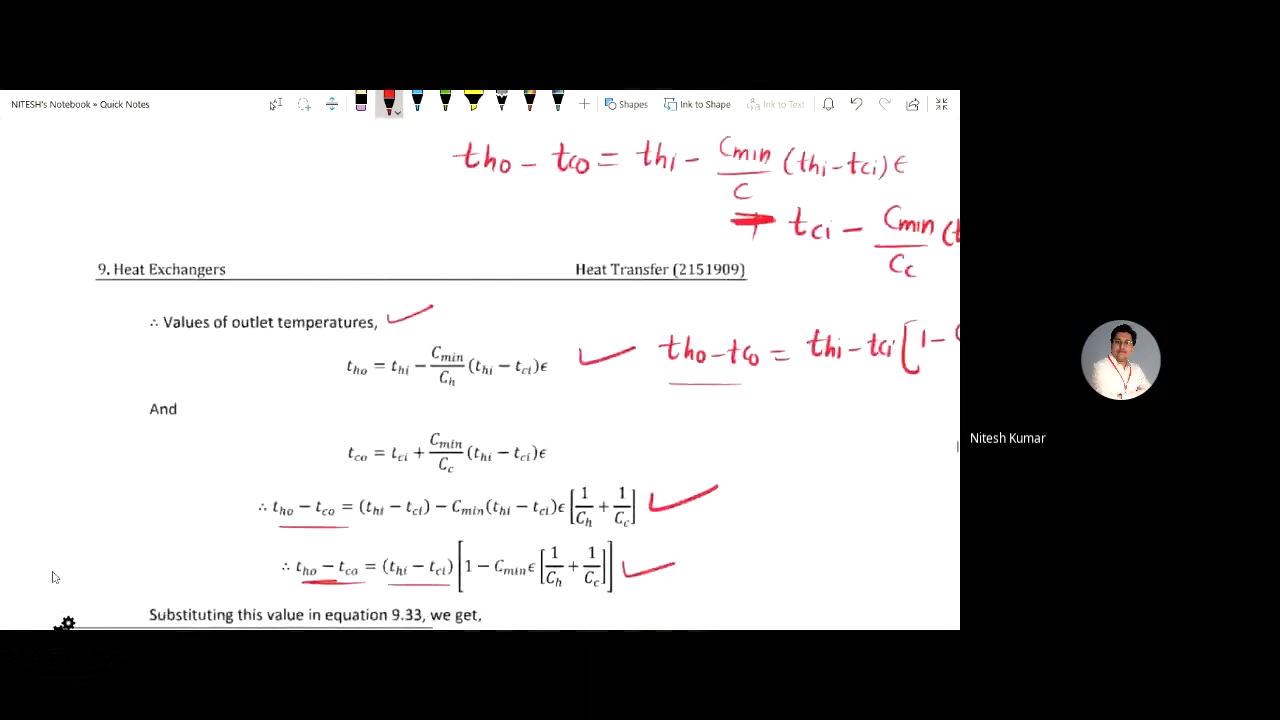 NITESH's Notebook » Quick Notes
Shapes
Ink to Shape
Ink to Text
tho - tco = thi - Cmin/C (thi - tci) ϵ
→ tci - Cmin/Cc (t
9. Heat Exchangers
Heat Transfer (2151909)
∴ Values of outlet temperatures,
tho = thi - Cmin/Ch (thi - tci)ϵ
tho - tco = thi - tci [1 - C
And
tco = tci + Cmin/Cc (thi - tci)ϵ
∴ tho - tco = (thi - tci) - Cmin(thi - tci)ϵ [1/Ch + 1/Cc]
∴ tho - tco = (thi - tci) [1 - Cminϵ [1/Ch + 1/Cc]]
Substituting this value in equation 9.33, we get,
Nitesh Kumar